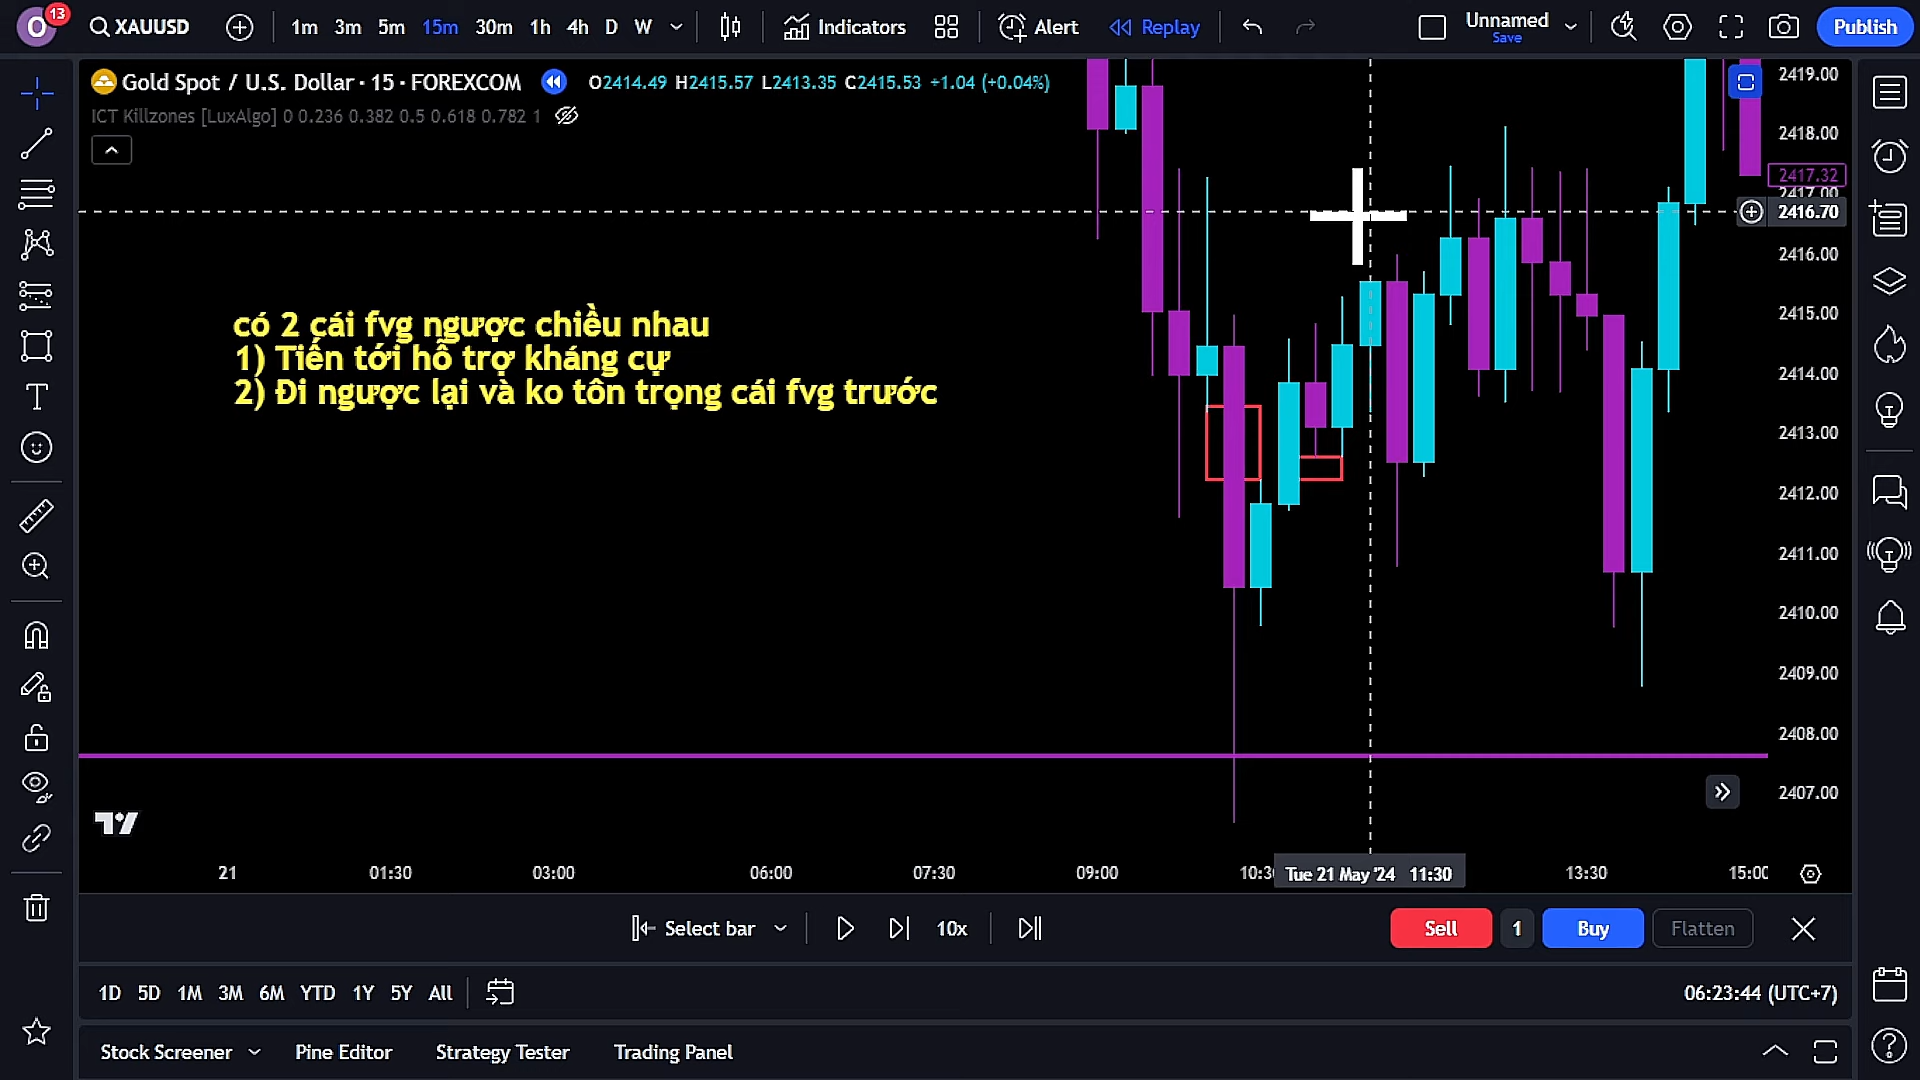 O
13
XAUUSD
1m 3m 5m 15m 30m 1h 4h D W
Indicators
Alert
Replay
Unnamed
Save
Publish
Gold Spot / U.S. Dollar · 15 · FOREXCOM
O2414.49 H2415.57 L2413.35 C2415.53 +1.04 (+0.04%)
ICT Killzones [LuxAlgo] 0 0.236 0.382 0.5 0.618 0.782 1
có 2 cái fvg ngược chiều nhau
1) Tiến tới hỗ trợ kháng cự
2) Đi ngược lại và ko tôn trọng cái fvg trước
2419.00
2418.00
2417.32
2417.00
2416.70
2416.00
2415.00
2414.00
2413.00
2412.00
2411.00
2410.00
2409.00
2408.00
2407.00
21 01:30 03:00 06:00 07:30 09:00 10:30 Tue 21 May '24 11:30 13:30 15:00
Select bar
10x
Sell
1
Buy
Flatten
1D 5D 1M 3M 6M YTD 1Y 5Y All
06:23:44 (UTC+7)
Stock Screener
Pine Editor
Strategy Tester
Trading Panel